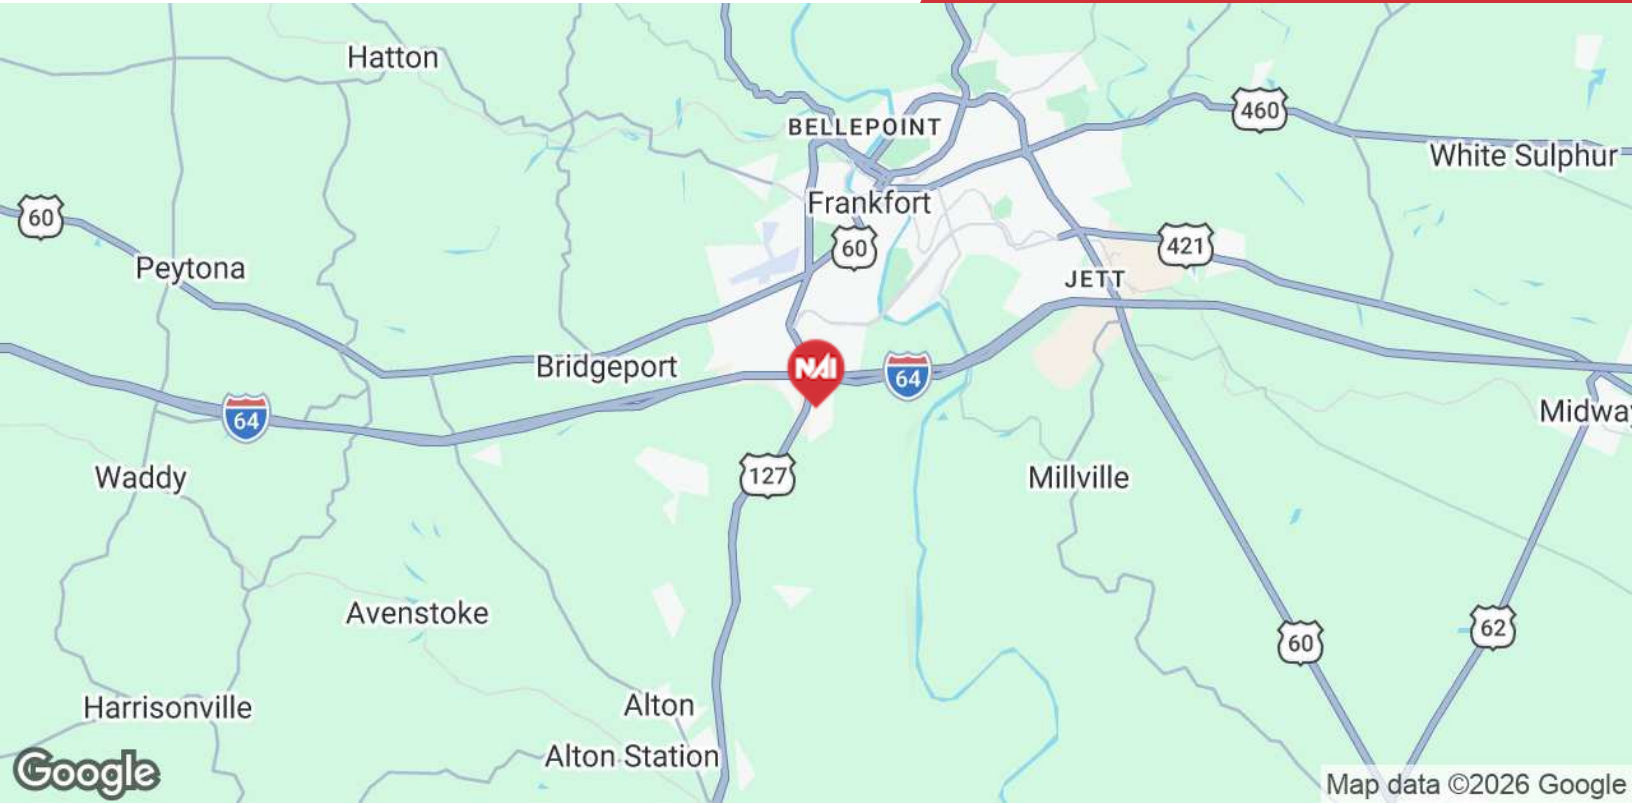 Hatton
BELLEPOINT
460
White Sulphur
60
Frankfort
60
421
Peytona
JETT
Bridgeport
NAI
64
64
Midway
Waddy
127
Millville
Avenstoke
62
60
Harrisonville
Alton
Alton Station
Google
Map data ©2026 Google